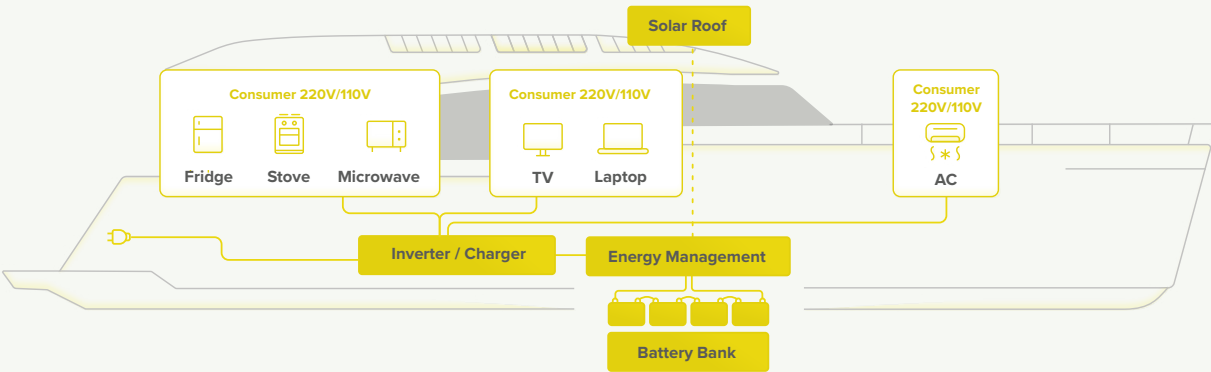 Solar Roof
Consumer 220V/110V
Fridge
Stove
Microwave
Consumer 220V/110V
TV
Laptop
Consumer
220V/110V
AC
Inverter / Charger
Energy Management
Battery Bank